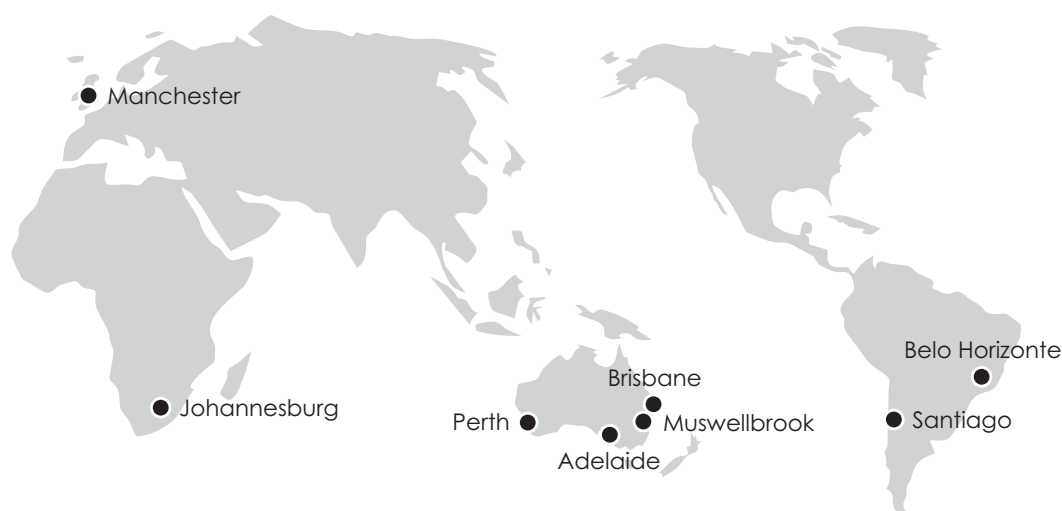 Manchester
Belo Horizonte
Brisbane
Johannesburg
Perth
Muswellbrook
Santiago
Adelaide